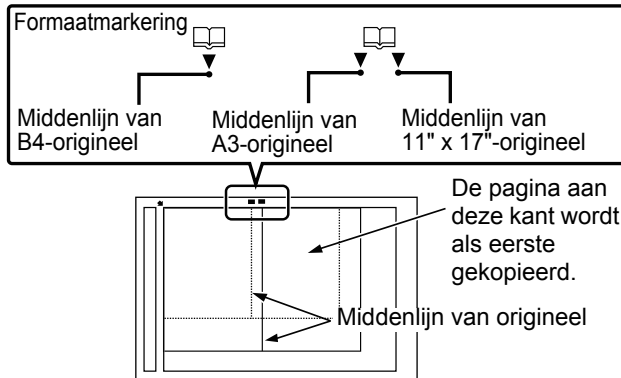 Formaatmarkering
Middenlijn van
B4-origineel
Middenlijn van
A3-origineel
Middenlijn van
11" x 17"-origineel
De pagina aan
deze kant wordt
als eerste
gekopieerd.
Middenlijn van origineel